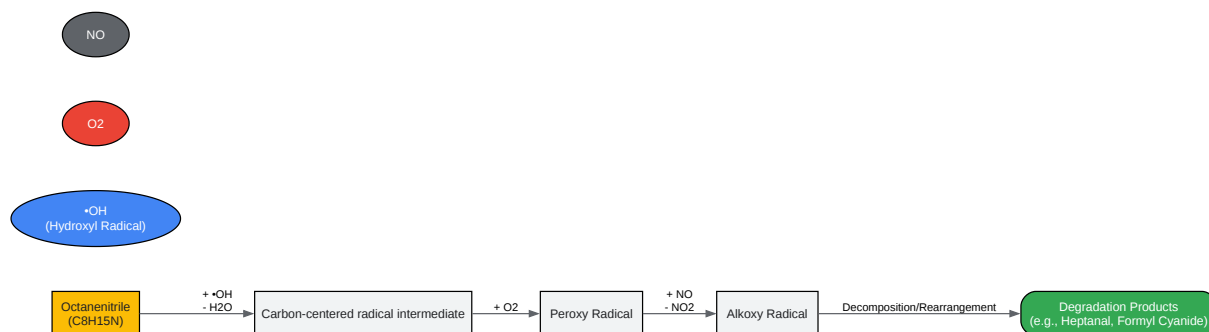 NO
O2
•OH
(Hydroxyl Radical)
Octanenitrile
(C8H15N)
+ •OH
- H2O
Carbon-centered radical intermediate
+ O2
Peroxy Radical
+ NO
- NO2
Alkoxy Radical
Decomposition/Rearrangement
Degradation Products
(e.g., Heptanal, Formyl Cyanide)